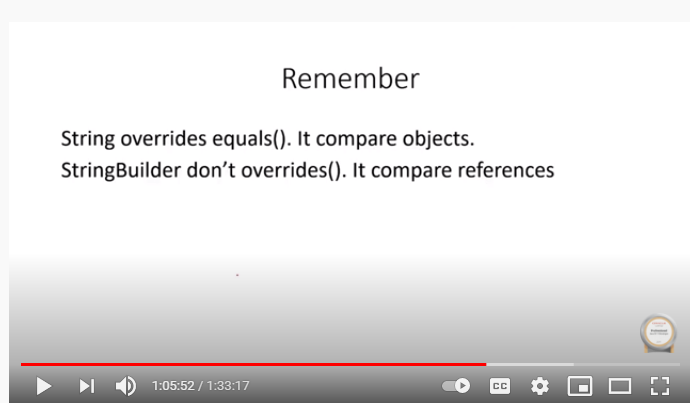 Remember
String overrides equals(). It compare objects.
StringBuilder don't overrides(). It compare references
1:05:52 / 1:33:17
CC